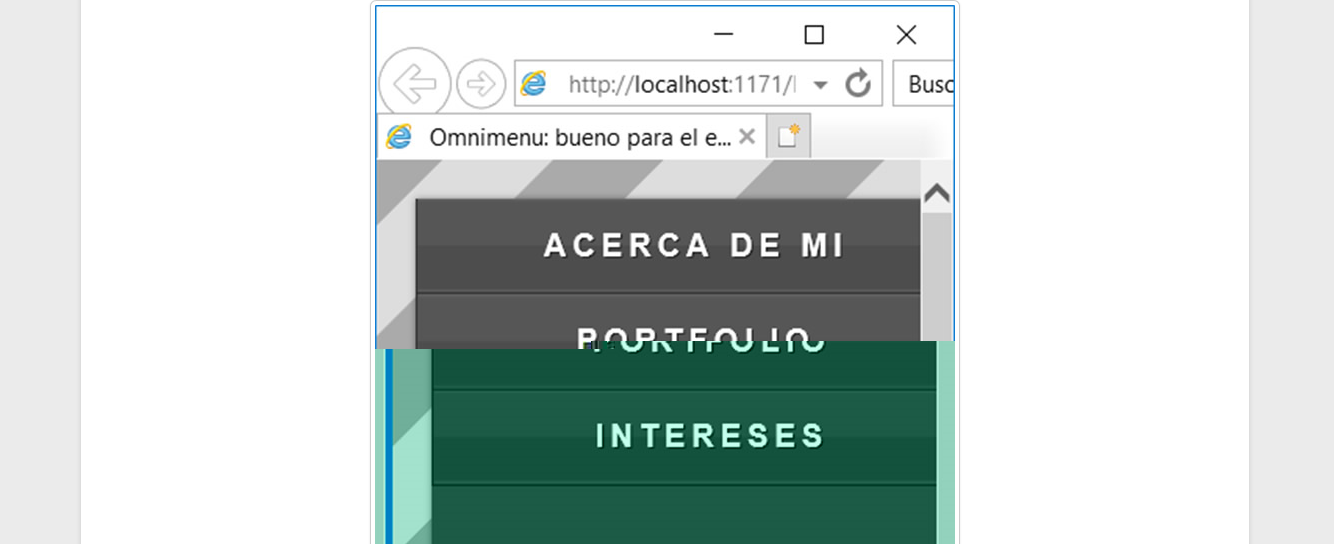 http://localhost:1171/
Busc
Omnimenu: bueno para el e...
ACERCA DE MI
PORTFOLIO
INTERESES